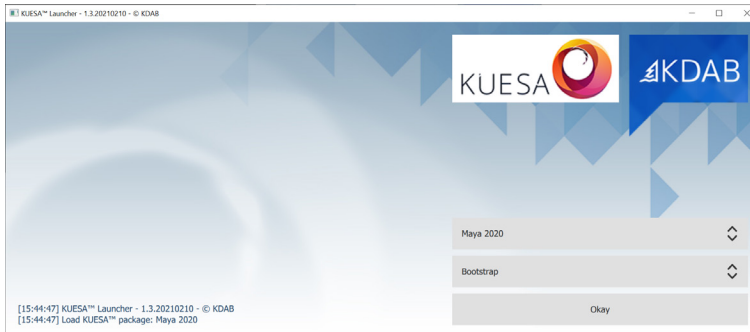 KUESA™ Launcher - 1.3.20210210 - © KDAB
KUESA
KDAB
Maya 2020
Bootstrap
Okay
[15:44:47] KUESA™ Launcher - 1.3.20210210 - © KDAB
[15:44:47] Load KUESA™ package: Maya 2020